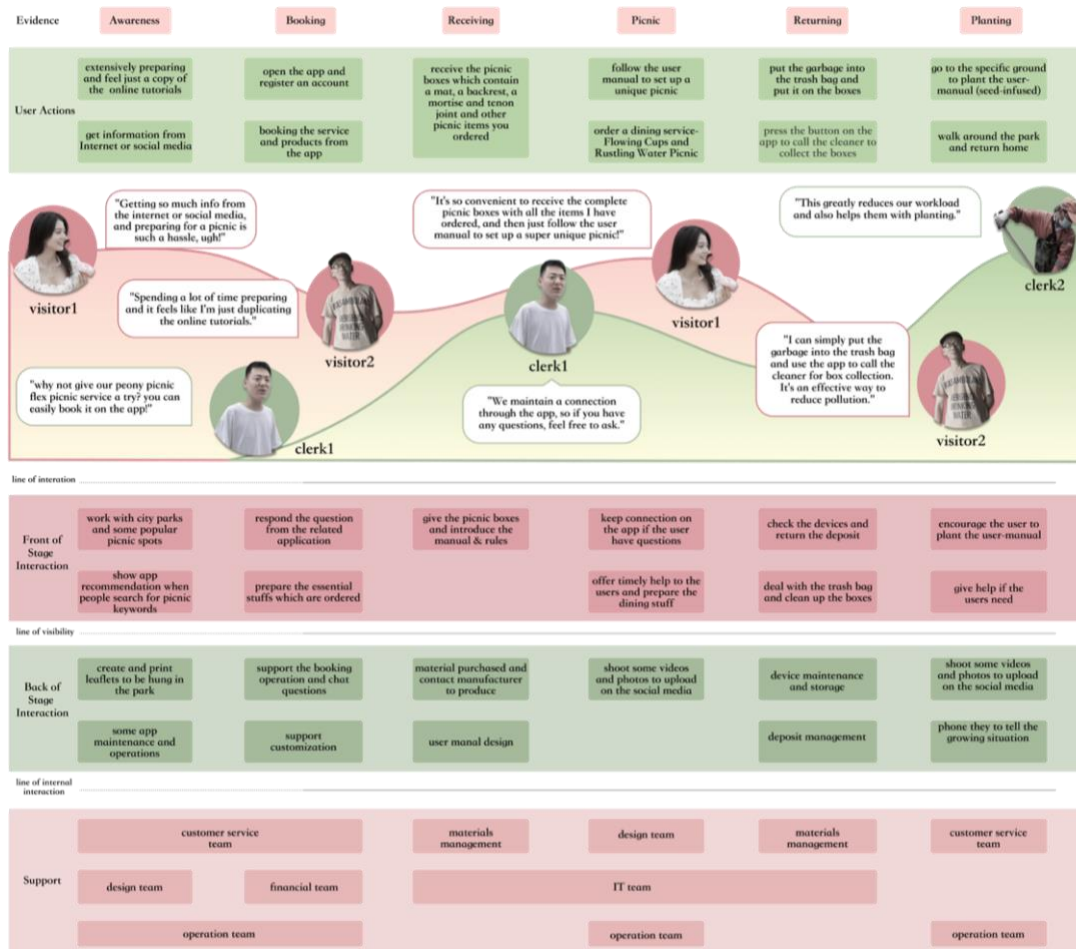 Evidence
Awareness
Booking
Receiving
Picnic
Returning
Planting
User Actions
extensively preparing
and feel just a copy of
the online tutorials
open the app and
register an account
receive the picnic
boxes which contain
a mat, a backrest, a
mortise and tenon
joint and other
picnic items you
ordered
follow the user
manual to set up a
unique picnic
put the garbage into
the trash bag and
put it on the boxes
go to the specific ground
to plant the user-
manual (seed-infused)
get information from
Internet or social media
booking the service
and products from
the app
order a dining service-
Flowing Cups and
Rustling Water Picnic
press the button on the
app to call the cleaner to
collect the boxes
walk around the park
and return home
"Getting so much info from
the internet or social media,
and preparing for a picnic is
such a hassle, ugh!"
"It's so convenient to receive the complete
picnic boxes with all the items I have
ordered, and then just follow the user
manual to set up a super unique picnic!"
"This greatly reduces our workload
and also helps them with planting."
visitor1
"Spending a lot of time preparing
and it feels like I'm just duplicating
the online tutorials."
visitor2
clerk1
visitor1
clerk2
"why not give our peony picnic
flex picnic service a try? you can
easily book it on the app!"
clerk1
"We maintain a connection
through the app, so if you have
any questions, feel free to ask."
"I can simply put the
garbage into the trash bag
and use the app to call the
cleaner for box collection.
It's an effective way to
reduce pollution."
visitor2
line of interation
Front of
Stage
Interaction
work with city parks
and some popular
picnic spots
respond the question
from the related
application
give the picnic boxes
and introduce the
manual & rules
keep connection on
the app if the user
have questions
check the devices and
return the deposit
encourage the user to
plant the user-manual
show app
recommendation when
people search for picnic
keywords
prepare the essential
stuffs which are ordered
offer timely help to the
users and prepare the
dining stuff
deal with the trash bag
and clean up the boxes
give help if the
users need
line of visibility
Back of
Stage
Interaction
create and print
leaflets to be hung in
the park
support the booking
operation and chat
questions
material purchased and
contact manufacturer
to produce
shoot some videos
and photos to upload
on the social media
device maintenance
and storage
shoot some videos
and photos to upload
on the social media
some app
maintenance and
operations
support
customization
user manal design
deposit management
phone they to tell the
growing situation
line of internal
interaction
Support
customer service
team
materials
management
design team
materials
management
customer service
team
design team
financial team
IT team
operation team
operation team
operation team